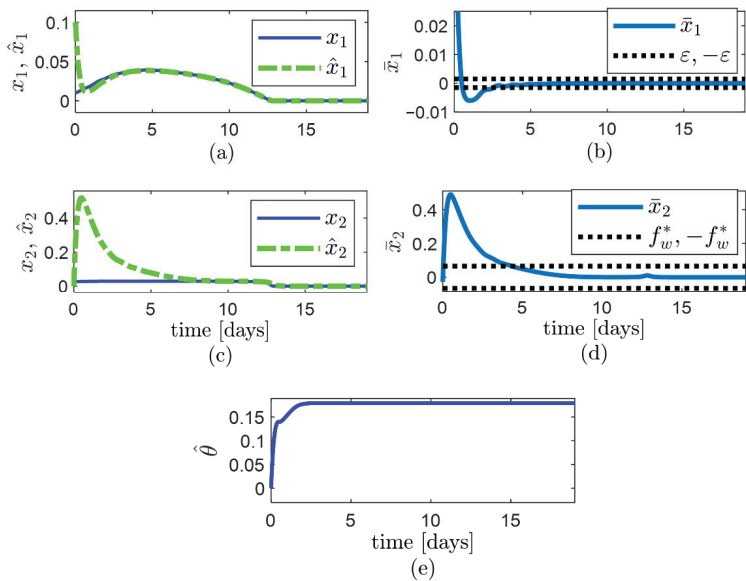 0.1
0.05
0
0
5
10
15
x₁, x̂₁
x₁
x̂₁
(a)
0.02
0.01
0
−0.01
0
5
10
15
x̄₁
x̄₁
ε, −ε
(b)
0.4
0.2
0
0
5
10
15
x₂, x̂₂
x₂
x̂₂
time [days]
(c)
0.4
0.2
0
0
5
10
15
x̄₂
x̄₂
f*w, −f*w
time [days]
(d)
0.15
0.1
0.05
0
0
5
10
15
θ̂
time [days]
(e)